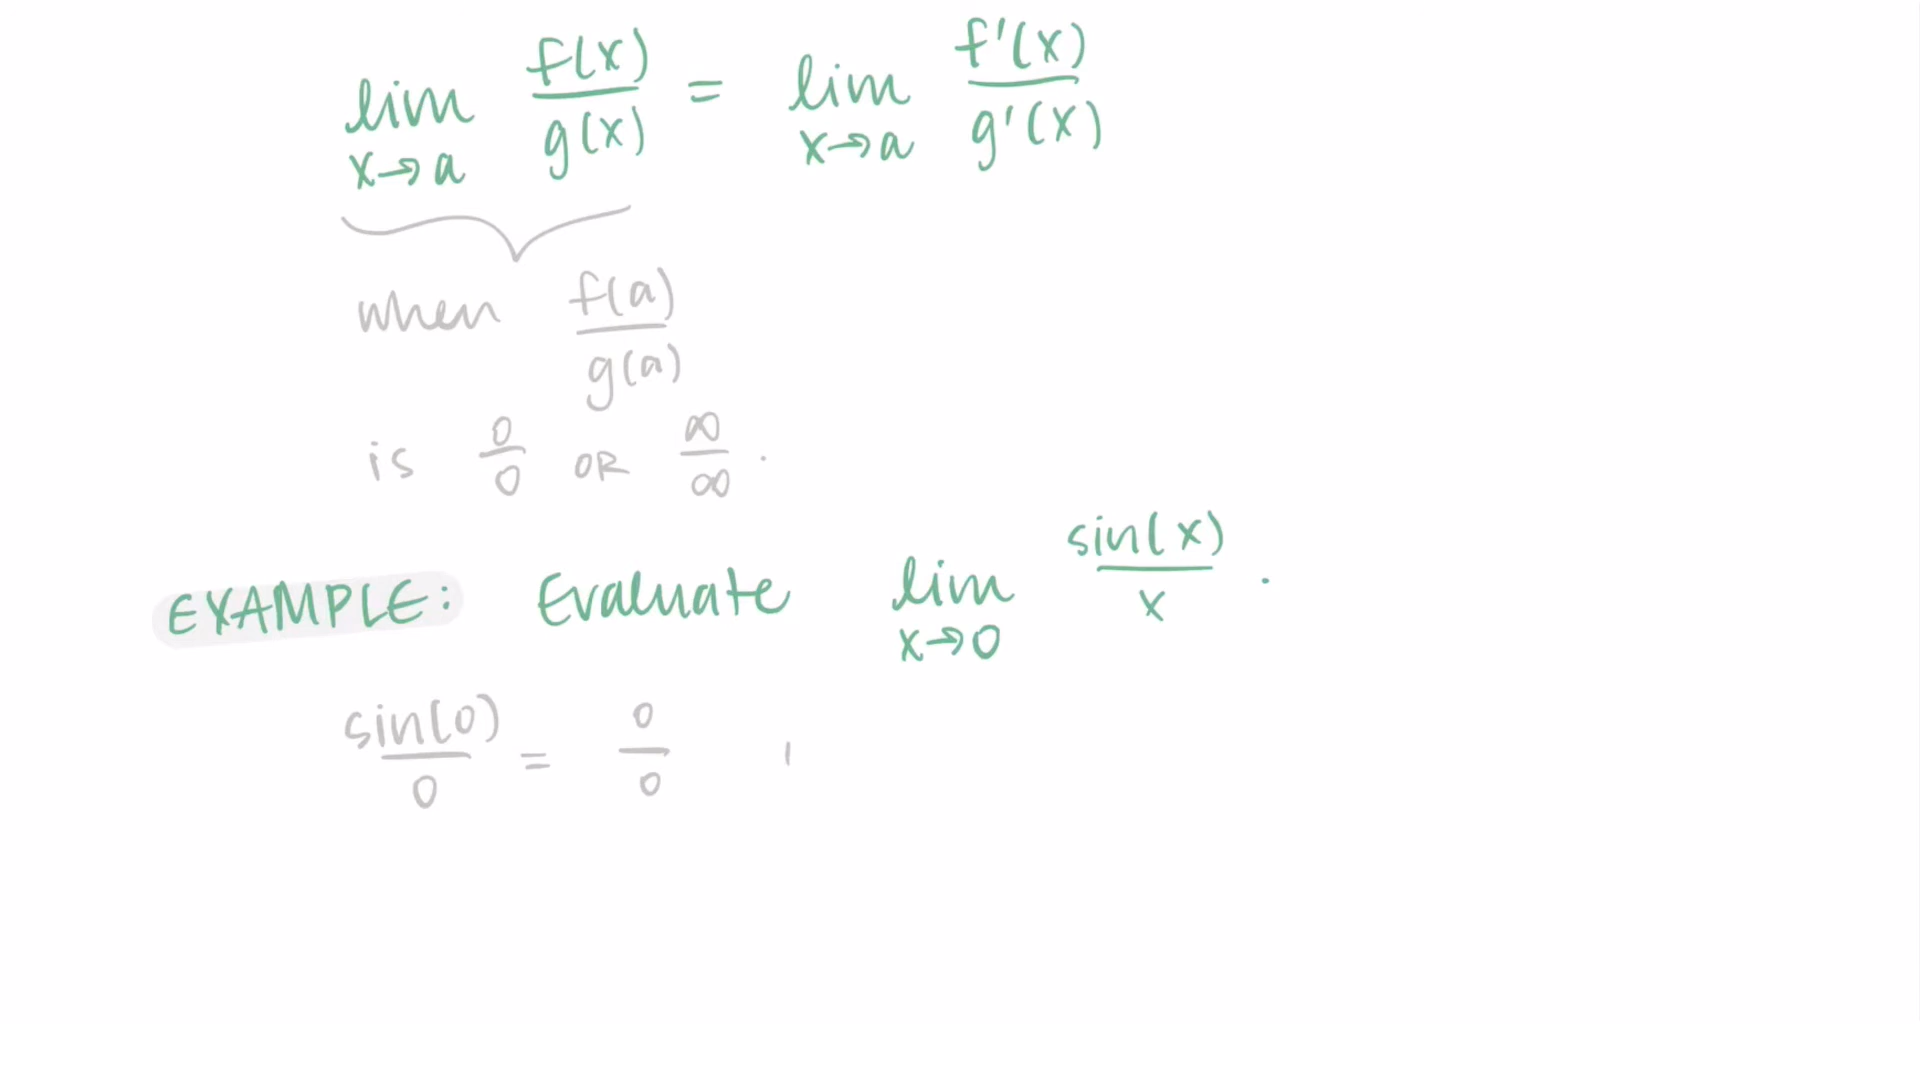 lim x→a f(x)/g(x) = lim x→a f'(x)/g'(x)
when f(a)/g(a)
is 0/0 OR ∞/∞ .
EXAMPLE: Evaluate lim x→0 sin(x)/x .
sin(0)/0 = 0/0